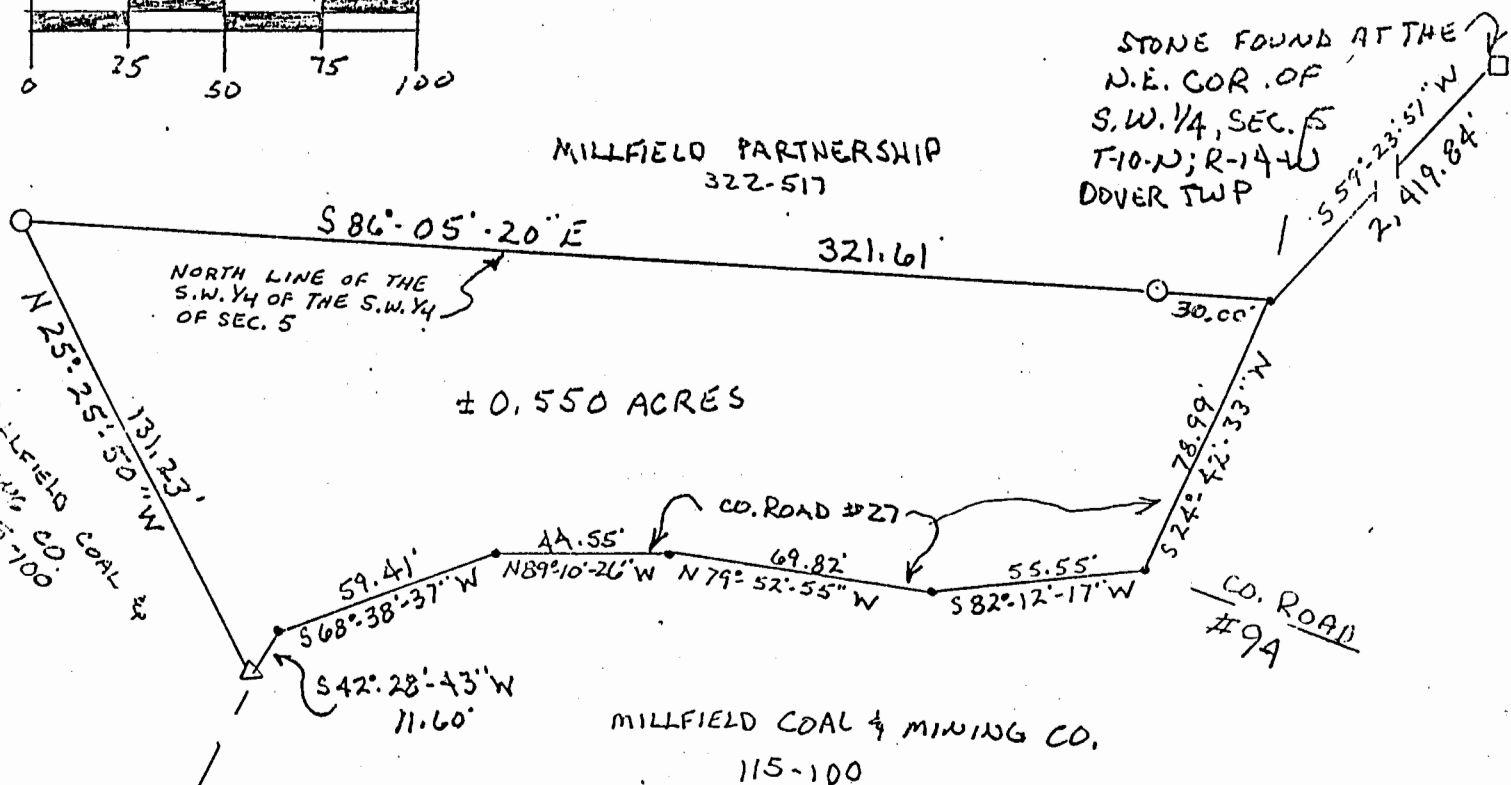 0 25 50 75 100
STONE FOUND AT THE
N.E. COR. OF
S.W. 1/4, SEC. 5
T-10-N; R-14-W
DOVER TWP
S 59°-23'-57" W
2,419.84'
MILLFIELD PARTNERSHIP
322-517
S 86°-05'-20" E
321.61'
30.00'
NORTH LINE OF THE
S.W. 1/4 OF THE S.W. 1/4
OF SEC. 5
N 25°-25'-50" W
131.23'
± 0.550 ACRES
78.99'
S 24°-42'-33" W
CO. ROAD #27
59.41'
S 68°-38'-37" W
44.55'
N 89°-10'-26" W
69.82'
N 79°-52'-55" W
55.55'
S 82°-12'-17" W
CO. ROAD
#9A
COAL &
CO.
-100
S 42°-28'-43" W
11.60'
MILLFIELD COAL & MINING CO.
115-100